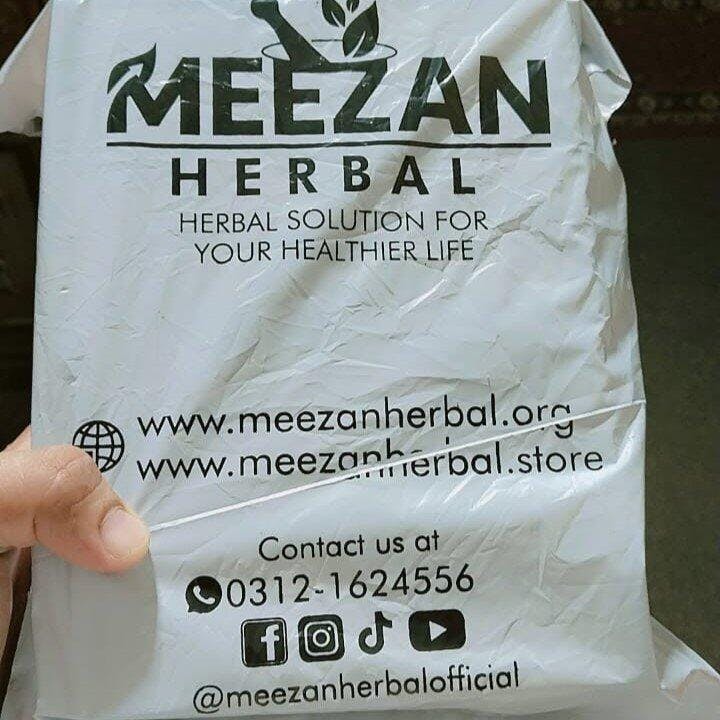 MEEZAN
HERBAL
HERBAL SOLUTION FOR
YOUR HEALTHIER LIFE
www.meezanherbal.org
www.meezanherbal.store
Contact us at
0312-1624556
@meezanherbalofficial